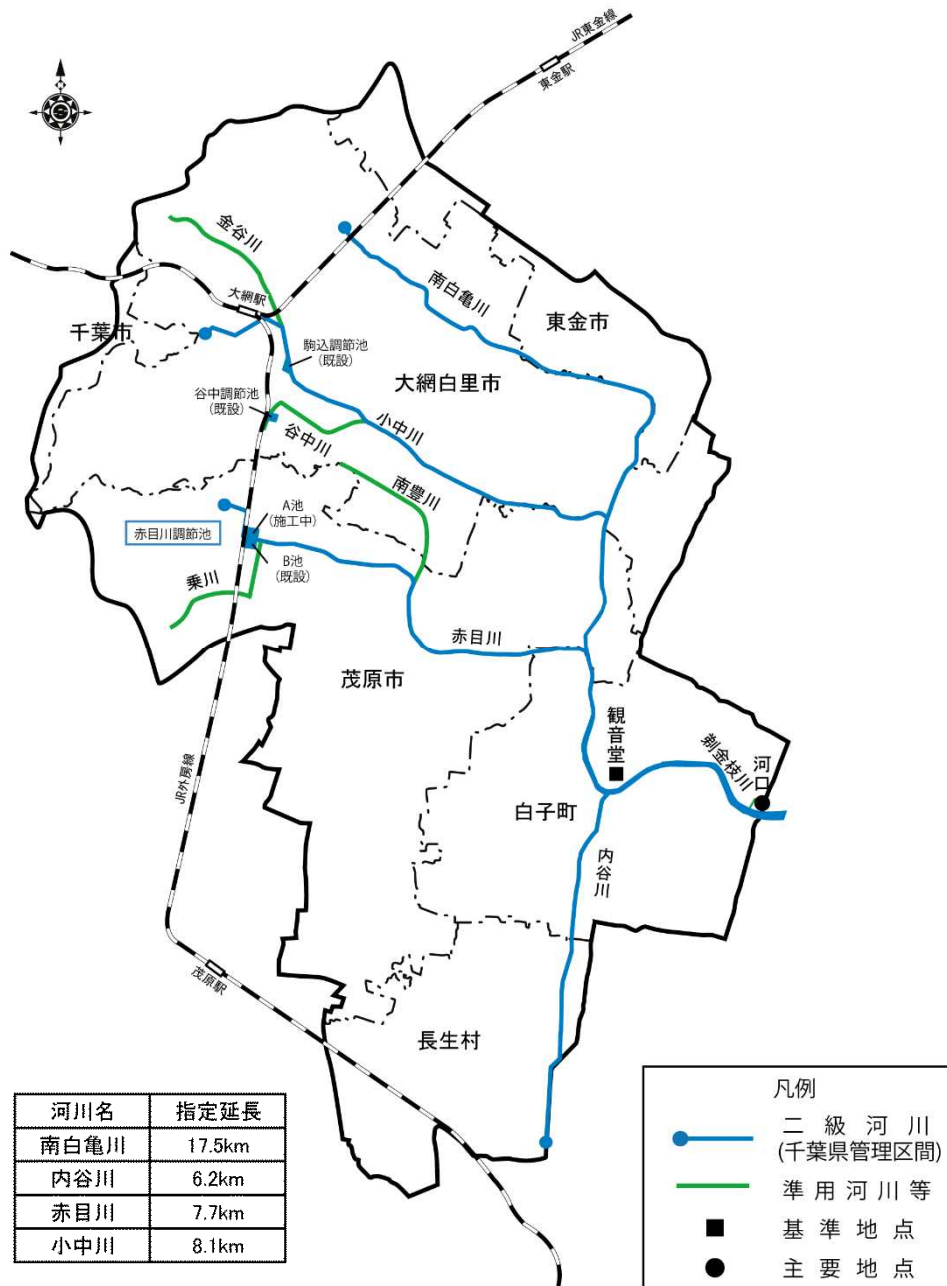 JR東金線
東金駅
金谷川
大網駅
南白亀川
東金市
千葉市
駒込調節池
(既設)
大網白里市
谷中調節池
(既設)
小中川
谷中川
南豊川
A池
(施工中)
赤目川調節池
B池
(既設)
乗川
赤目川
茂原市
観音堂
剃金枝川
河口
JR外房線
白子町
内谷川
茂原駅
長生村
河川名 指定延長
南白亀川 17.5km
内谷川 6.2km
赤目川 7.7km
小中川 8.1km
凡例
二級河川
(千葉県管理区間)
準用河川等
基準地点
主要地点